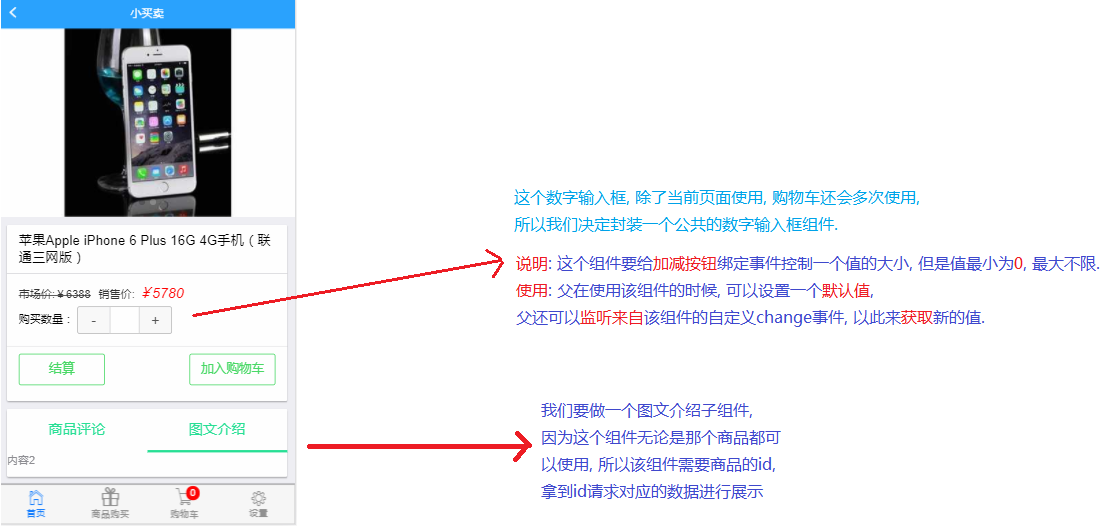 小买卖
苹果Apple iPhone 6 Plus 16G 4G手机（联
通三网版）
市场价: ¥ 6388 销售价: ¥5780
购买数量： - +
结算 加入购物车
商品评论 图文介绍
内容2
0
首页 商品购买 购物车 设置
这个数字输入框, 除了当前页面使用, 购物车还会多次使用,
所以我们决定封装一个公共的数字输入框组件.
说明: 这个组件要给加减按钮绑定事件控制一个值的大小, 但是值最小为0, 最大不限.
使用: 父在使用该组件的时候, 可以设置一个默认值,
父还可以监听来自该组件的自定义change事件, 以此来获取新的值.
我们要做一个图文介绍子组件,
因为这个组件无论是那个商品都可
以使用, 所以该组件需要商品的id,
拿到id请求对应的数据进行展示